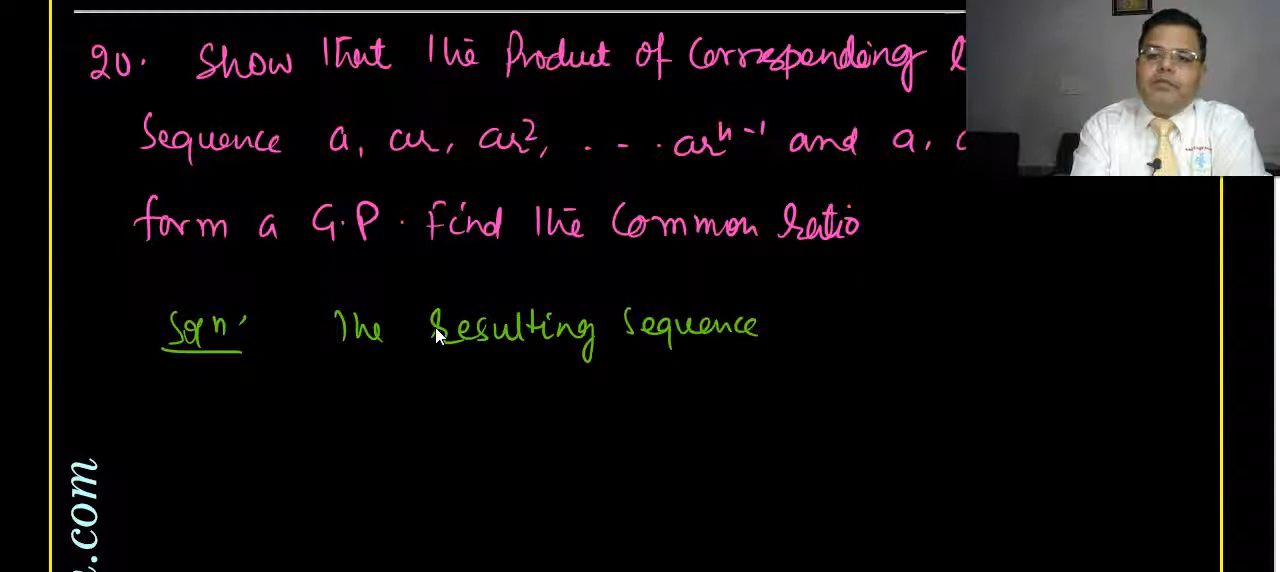 20. Show that the Product of Corresponding
Sequence a, ar, ar², . - - . arⁿ⁻¹ and a,
form a G.P. Find the Common Ratio
Solⁿ. The Resulting Sequence
.com